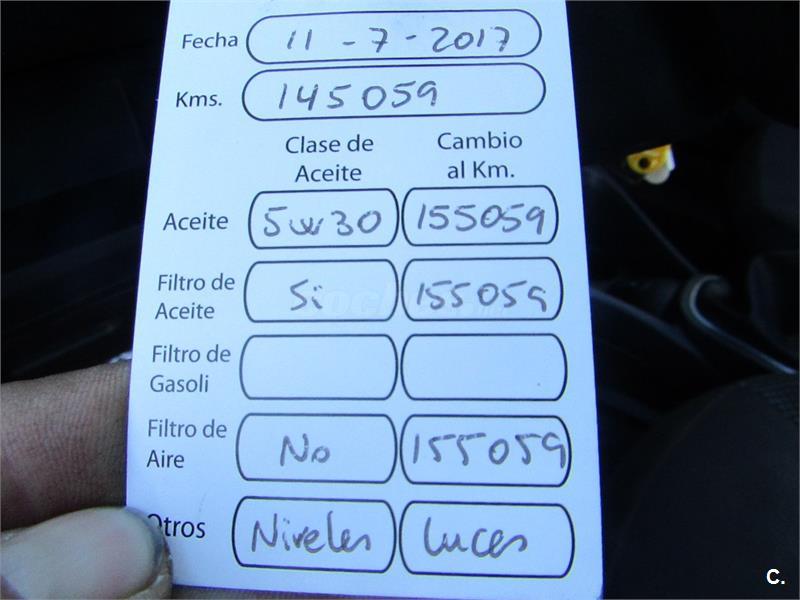 Fecha 11-7-2017
Kms. 145059
Clase de Aceite
Cambio al Km.
Aceite 5W30 155059
Filtro de Aceite Si 155059
Filtro de Gasoli
Filtro de Aire No 155059
Otros Niveles Luces
C.